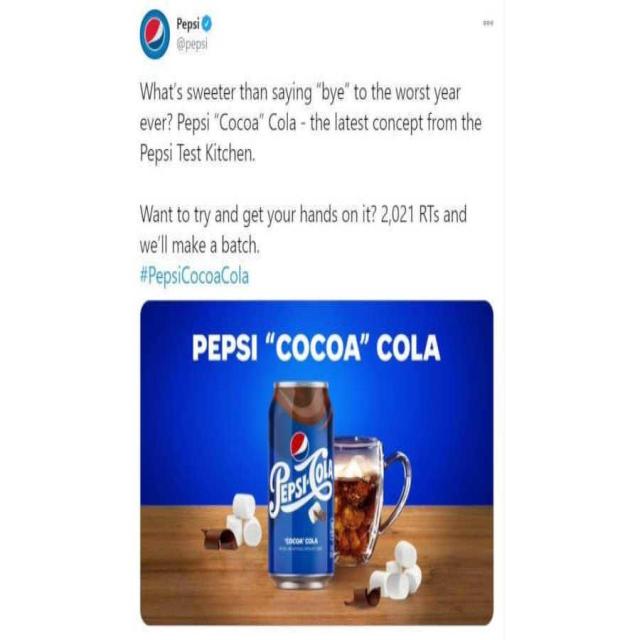 Pepsi
@pepsi
What's sweeter than saying "bye" to the worst year
ever? Pepsi "Cocoa" Cola - the latest concept from the
Pepsi Test Kitchen.
Want to try and get your hands on it? 2,021 RTs and
we'll make a batch.
#PepsiCocoaCola
PEPSI "COCOA" COLA
PEPSI-COLA
"COCOA" COLA